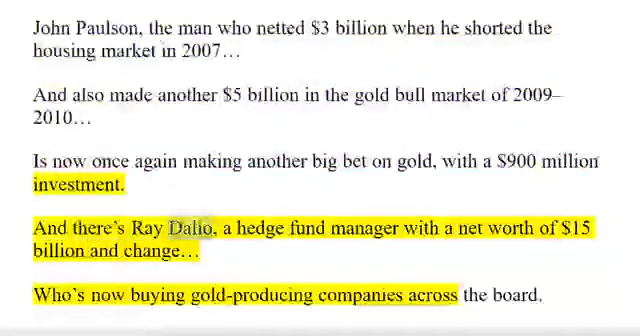 John Paulson, the man who netted $3 billion when he shorted the
housing market in 2007…
And also made another $5 billion in the gold bull market of 2009–
2010…
Is now once again making another big bet on gold, with a $900 million
investment.
And there's Ray Dalio, a hedge fund manager with a net worth of $15
billion and change…
Who's now buying gold-producing companies across the board.